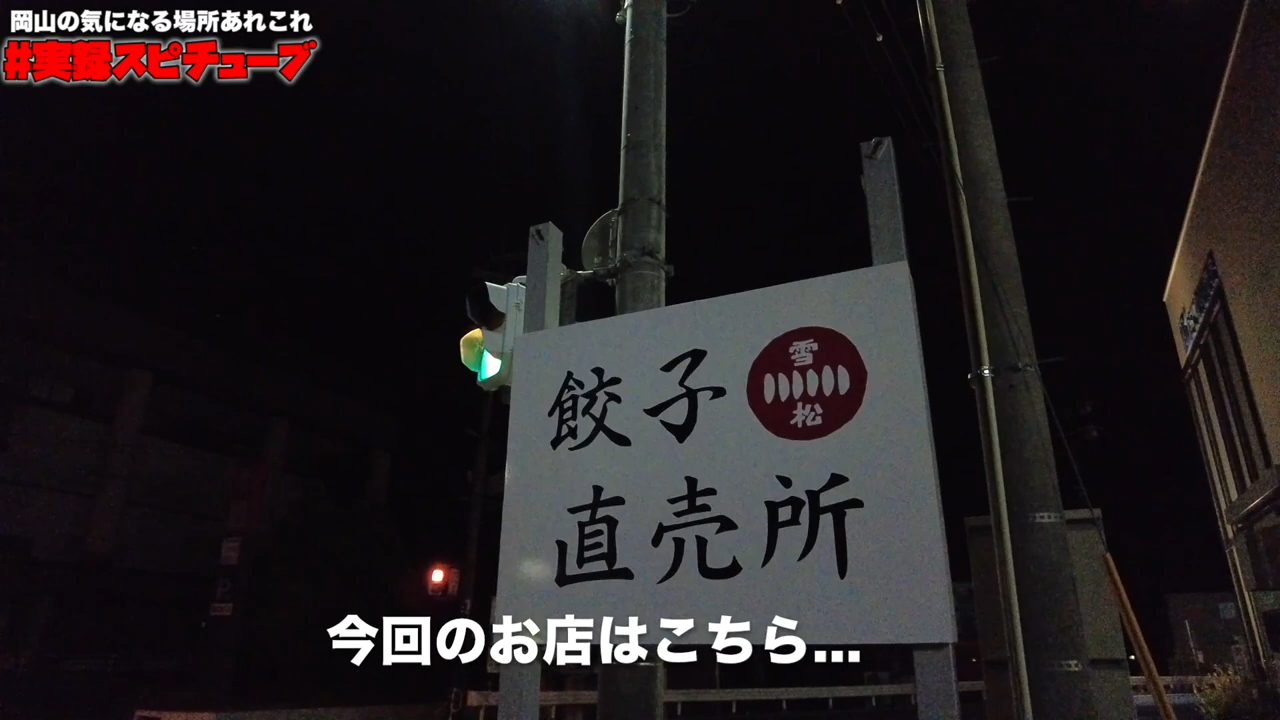 岡山の気になる場所あれこれ
#実録スピチューブ
餃子
雪
松
直売所
今回のお店はこちら...